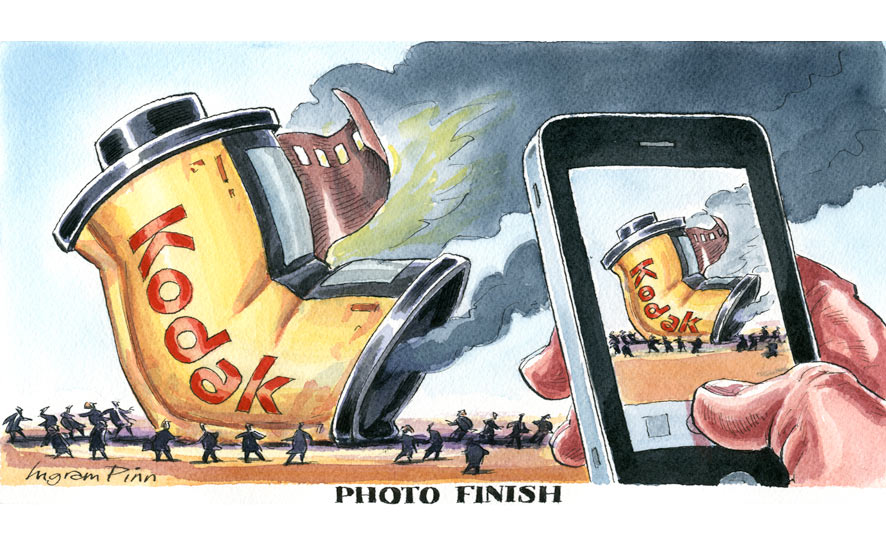 Kodak
Kodak
Ingram Pinn
PHOTO FINISH